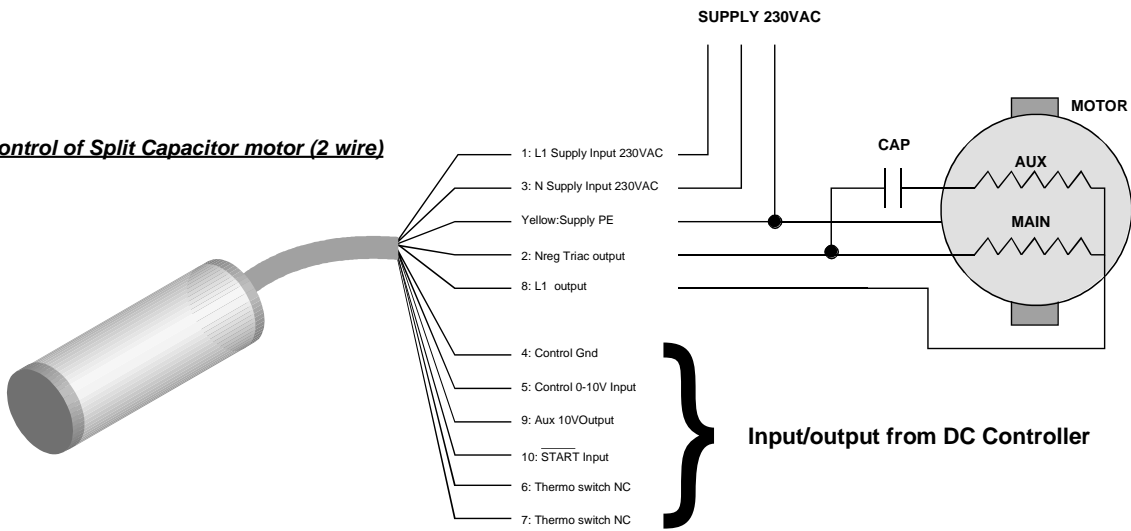 SUPPLY 230VAC
MOTOR
ontrol of Split Capacitor motor (2 wire)
CAP
AUX
1: L1 Supply Input 230VAC
3: N Supply Input 230VAC
Yellow:Supply PE
MAIN
2: Nreg Triac output
8: L1 output
4: Control Gnd
5: Control 0-10V Input
9: Aux 10VOutput
Input/output from DC Controller
10: START Input
6: Thermo switch NC
7: Thermo switch NC